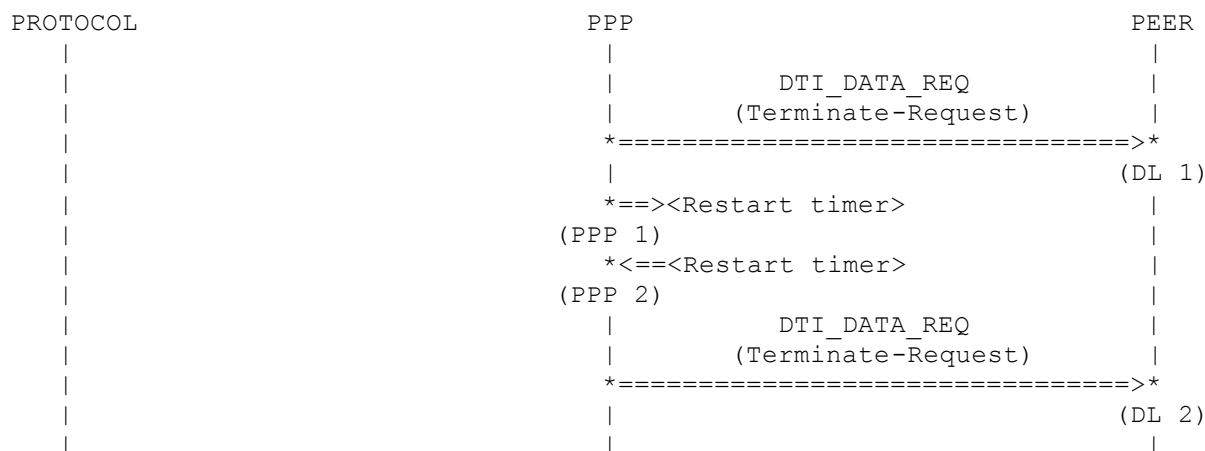 PROTOCOL                            PPP                                PEER
   |                                 |                                  |
   |                                 |          DTI_DATA_REQ            |
   |                                 |       (Terminate-Request)        |
   |                                 *================================>*
   |                                 |                                (DL 1)
   |                                 *==><Restart timer>                |
   |                              (PPP 1)                               |
   |                                 *<==<Restart timer>                |
   |                              (PPP 2)                               |
   |                                 |          DTI_DATA_REQ            |
   |                                 |       (Terminate-Request)        |
   |                                 *================================>*
   |                                 |                                (DL 2)
   |                                 |                                  |